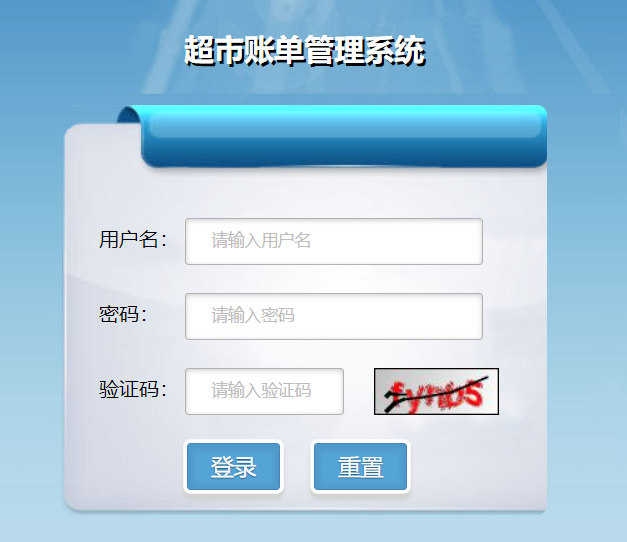 超市账单管理系统
用户名： 请输入用户名
密码： 请输入密码
验证码： 请输入验证码
登录 重置